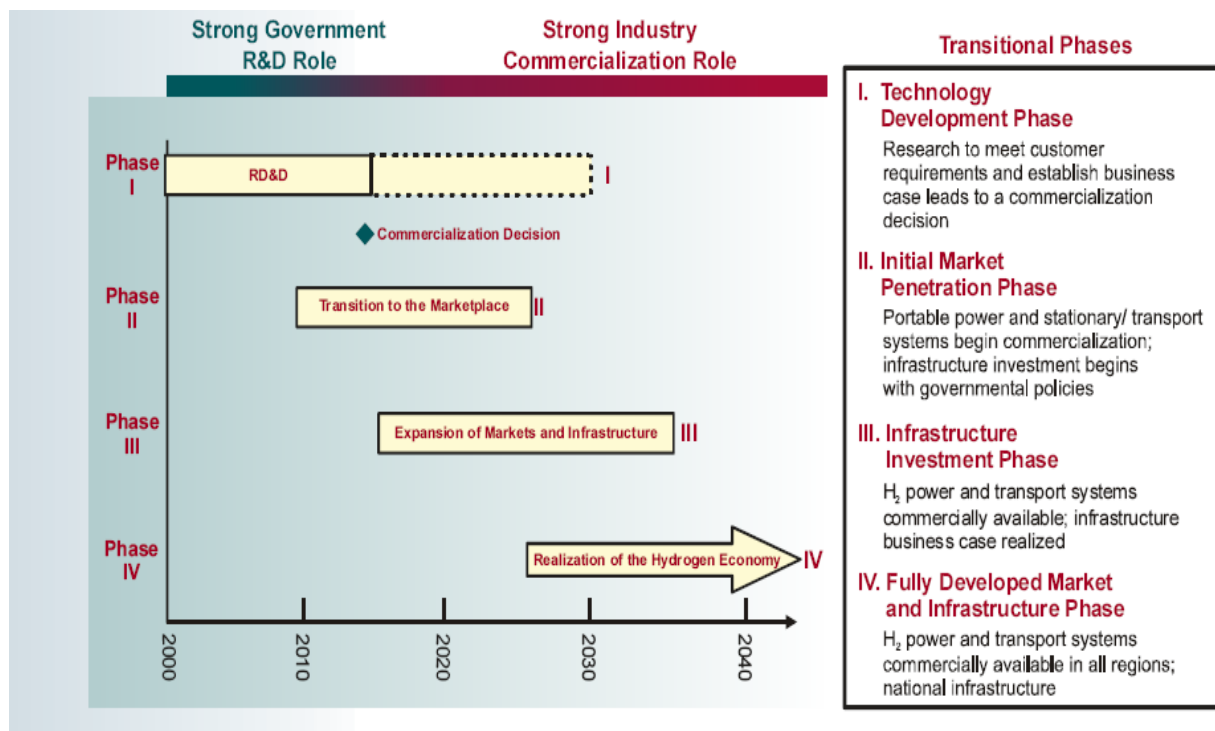 Strong Government
R&D Role
Strong Industry
Commercialization Role
Phase
I
RD&D
I
Commercialization Decision
Phase
II
Transition to the Marketplace
II
Phase
III
Expansion of Markets and Infrastructure
III
Phase
IV
Realization of the Hydrogen Economy
IV
2000
2010
2020
2030
2040
Transitional Phases
I. Technology
Development Phase
Research to meet customer
requirements and establish business
case leads to a commercialization
decision
II. Initial Market
Penetration Phase
Portable power and stationary/ transport
systems begin commercialization;
infrastructure investment begins
with governmental policies
III. Infrastructure
Investment Phase
H₂ power and transport systems
commercially available; infrastructure
business case realized
IV. Fully Developed Market
and Infrastructure Phase
H₂ power and transport systems
commercially available in all regions;
national infrastructure